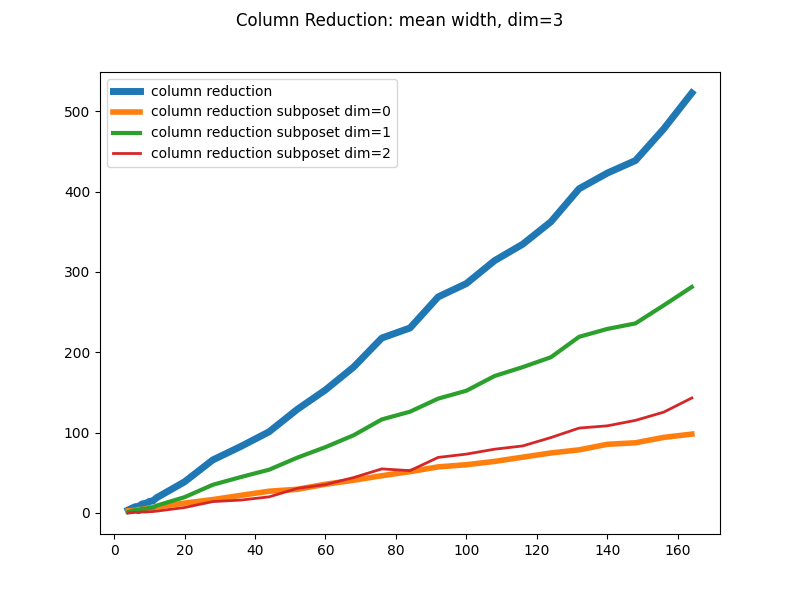 Column Reduction: mean width, dim=3
column reduction
column reduction subposet dim=0
column reduction subposet dim=1
column reduction subposet dim=2
500
400
300
200
100
0
0 20 40 60 80 100 120 140 160